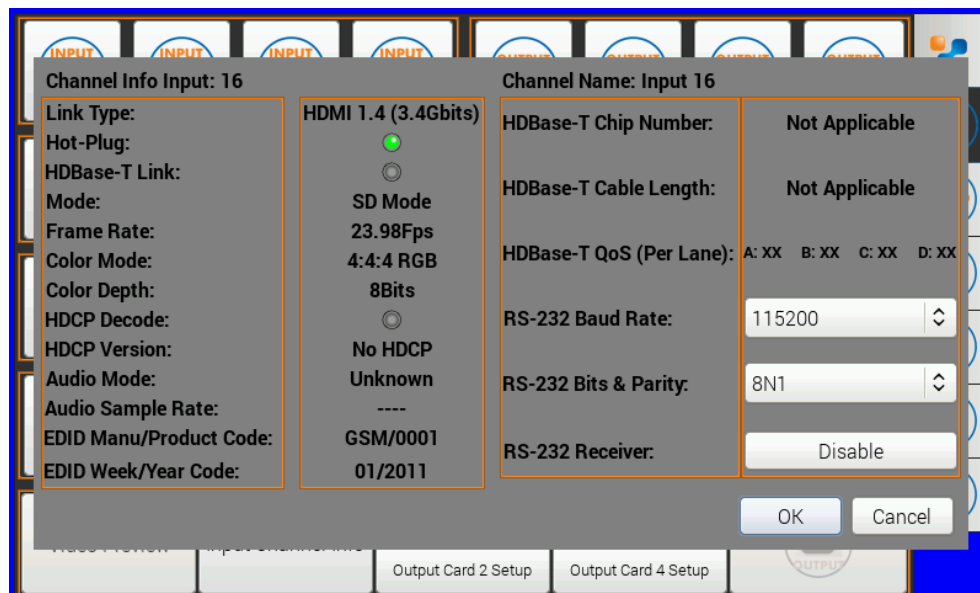 INPUT INPUT INPUT INPUT OUTPUT OUTPUT OUTPUT OUTPUT
Channel Info Input: 16
Channel Name: Input 16
Link Type: HDMI 1.4 (3.4Gbits)
Hot-Plug:
HDBase-T Link:
Mode: SD Mode
Frame Rate: 23.98Fps
Color Mode: 4:4:4 RGB
Color Depth: 8Bits
HDCP Decode:
HDCP Version: No HDCP
Audio Mode: Unknown
Audio Sample Rate: ----
EDID Manu/Product Code: GSM/0001
EDID Week/Year Code: 01/2011
HDBase-T Chip Number: Not Applicable
HDBase-T Cable Length: Not Applicable
HDBase-T QoS (Per Lane): A: XX B: XX C: XX D: XX
RS-232 Baud Rate: 115200
RS-232 Bits & Parity: 8N1
RS-232 Receiver: Disable
OK Cancel
Output Card 2 Setup Output Card 4 Setup OUTPUT